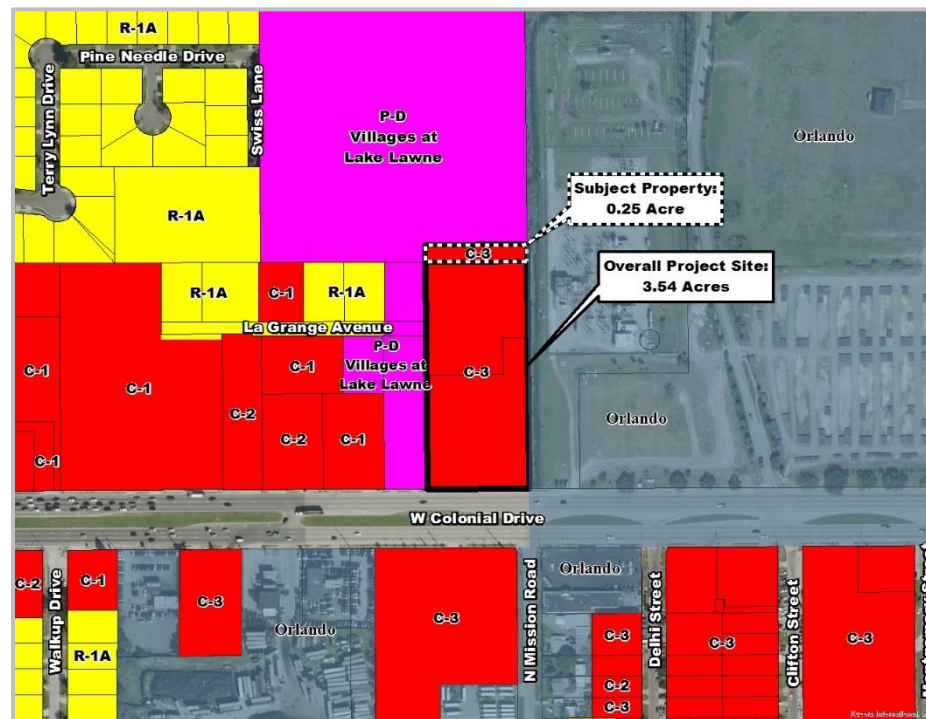 R-1A
Pine Needle Drive
Terry Lynn Drive
Swiss Lane
P-D
Villages at
Lake Lawne
Orlando
R-1A
Subject Property:
0.25 Acre
C-3
Overall Project Site:
3.54 Acres
R-1A
C-1
R-1A
La Grange Avenue
P-D
Villages at
Lake Lawne
C-1
C-1
C-1
C-3
C-2
C-1
C-2
C-1
Orlando
W Colonial Drive
C-2
Walkup Drive
C-1
R-1A
C-3
Orlando
C-3
N Mission Road
Orlando
C-3
C-2
C-3
Delhi Street
C-3
Clifton Street
C-3